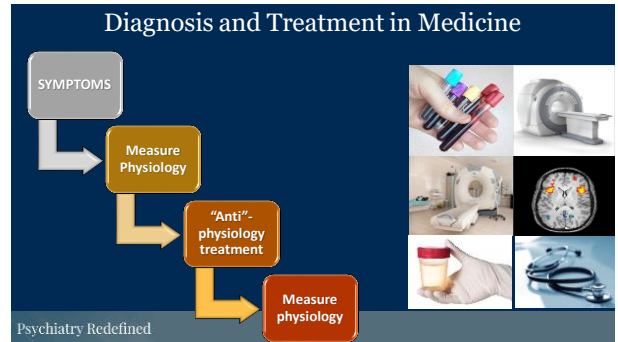 Diagnosis and Treatment in Medicine
SYMPTOMS
Measure
Physiology
“Anti”-
physiology
treatment
Measure
physiology
Psychiatry Redefined